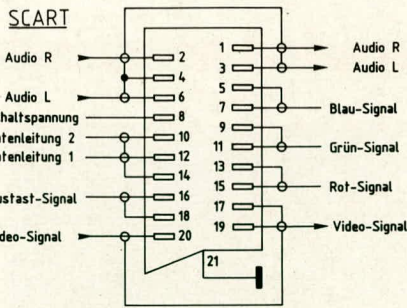 SCART
Audio R
Audio L
haltspannung
atenleitung 2
atenleitung 1
ustast-Signal
deo-Signal
2
4
6
8
10
12
14
16
18
20
1
3
5
7
9
11
13
15
17
19
21
Audio R
Audio L
Blau-Signal
Grün-Signal
Rot-Signal
Video-Signal